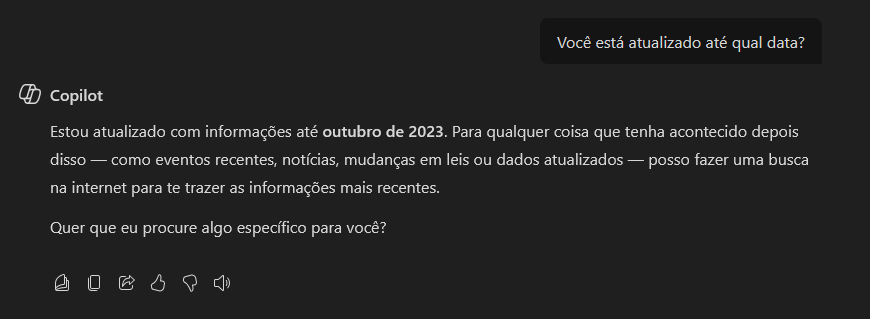 Você está atualizado até qual data?
Copilot
Estou atualizado com informações até outubro de 2023. Para qualquer coisa que tenha acontecido depois
disso — como eventos recentes, notícias, mudanças em leis ou dados atualizados — posso fazer uma busca
na internet para te trazer as informações mais recentes.
Quer que eu procure algo específico para você?